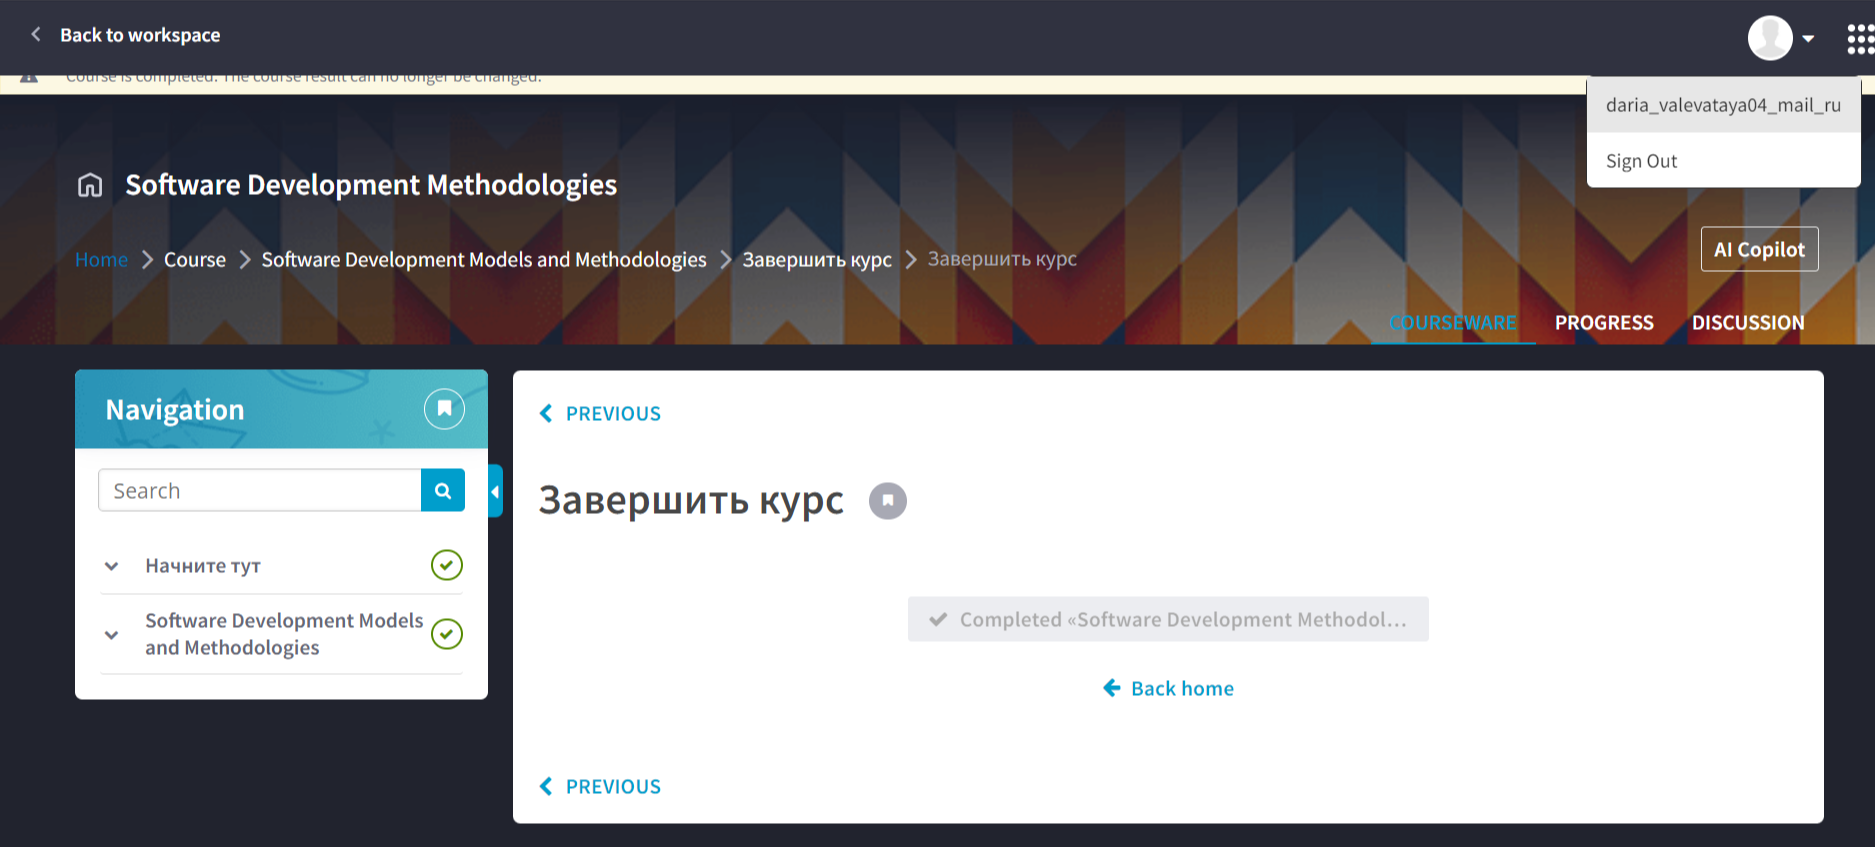 Back to workspace
Course is completed. The course result can no longer be changed.
daria_valevataya04_mail_ru
Sign Out
Software Development Methodologies
Home Course Software Development Models and Methodologies Завершить курс Завершить курс
AI Copilot
COURSEWARE PROGRESS DISCUSSION
Navigation
Search
Начните тут
Software Development Models
and Methodologies
PREVIOUS
Завершить курс
Completed «Software Development Methodol...
Back home
PREVIOUS